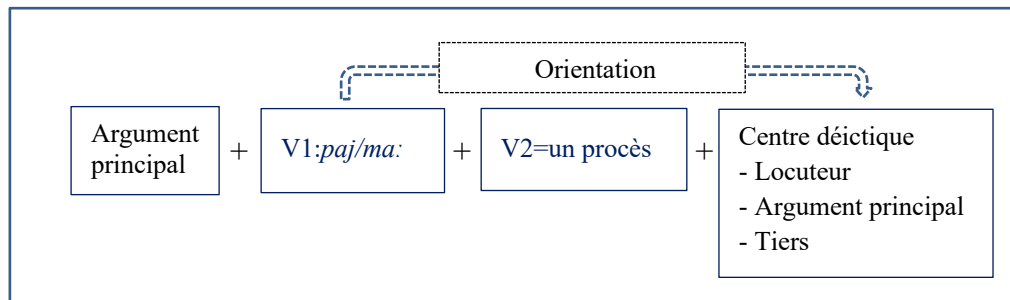 Orientation
Argument
principal
+
V1:paj/ma:
+
V2=un procès
+
Centre déictique
- Locuteur
- Argument principal
- Tiers